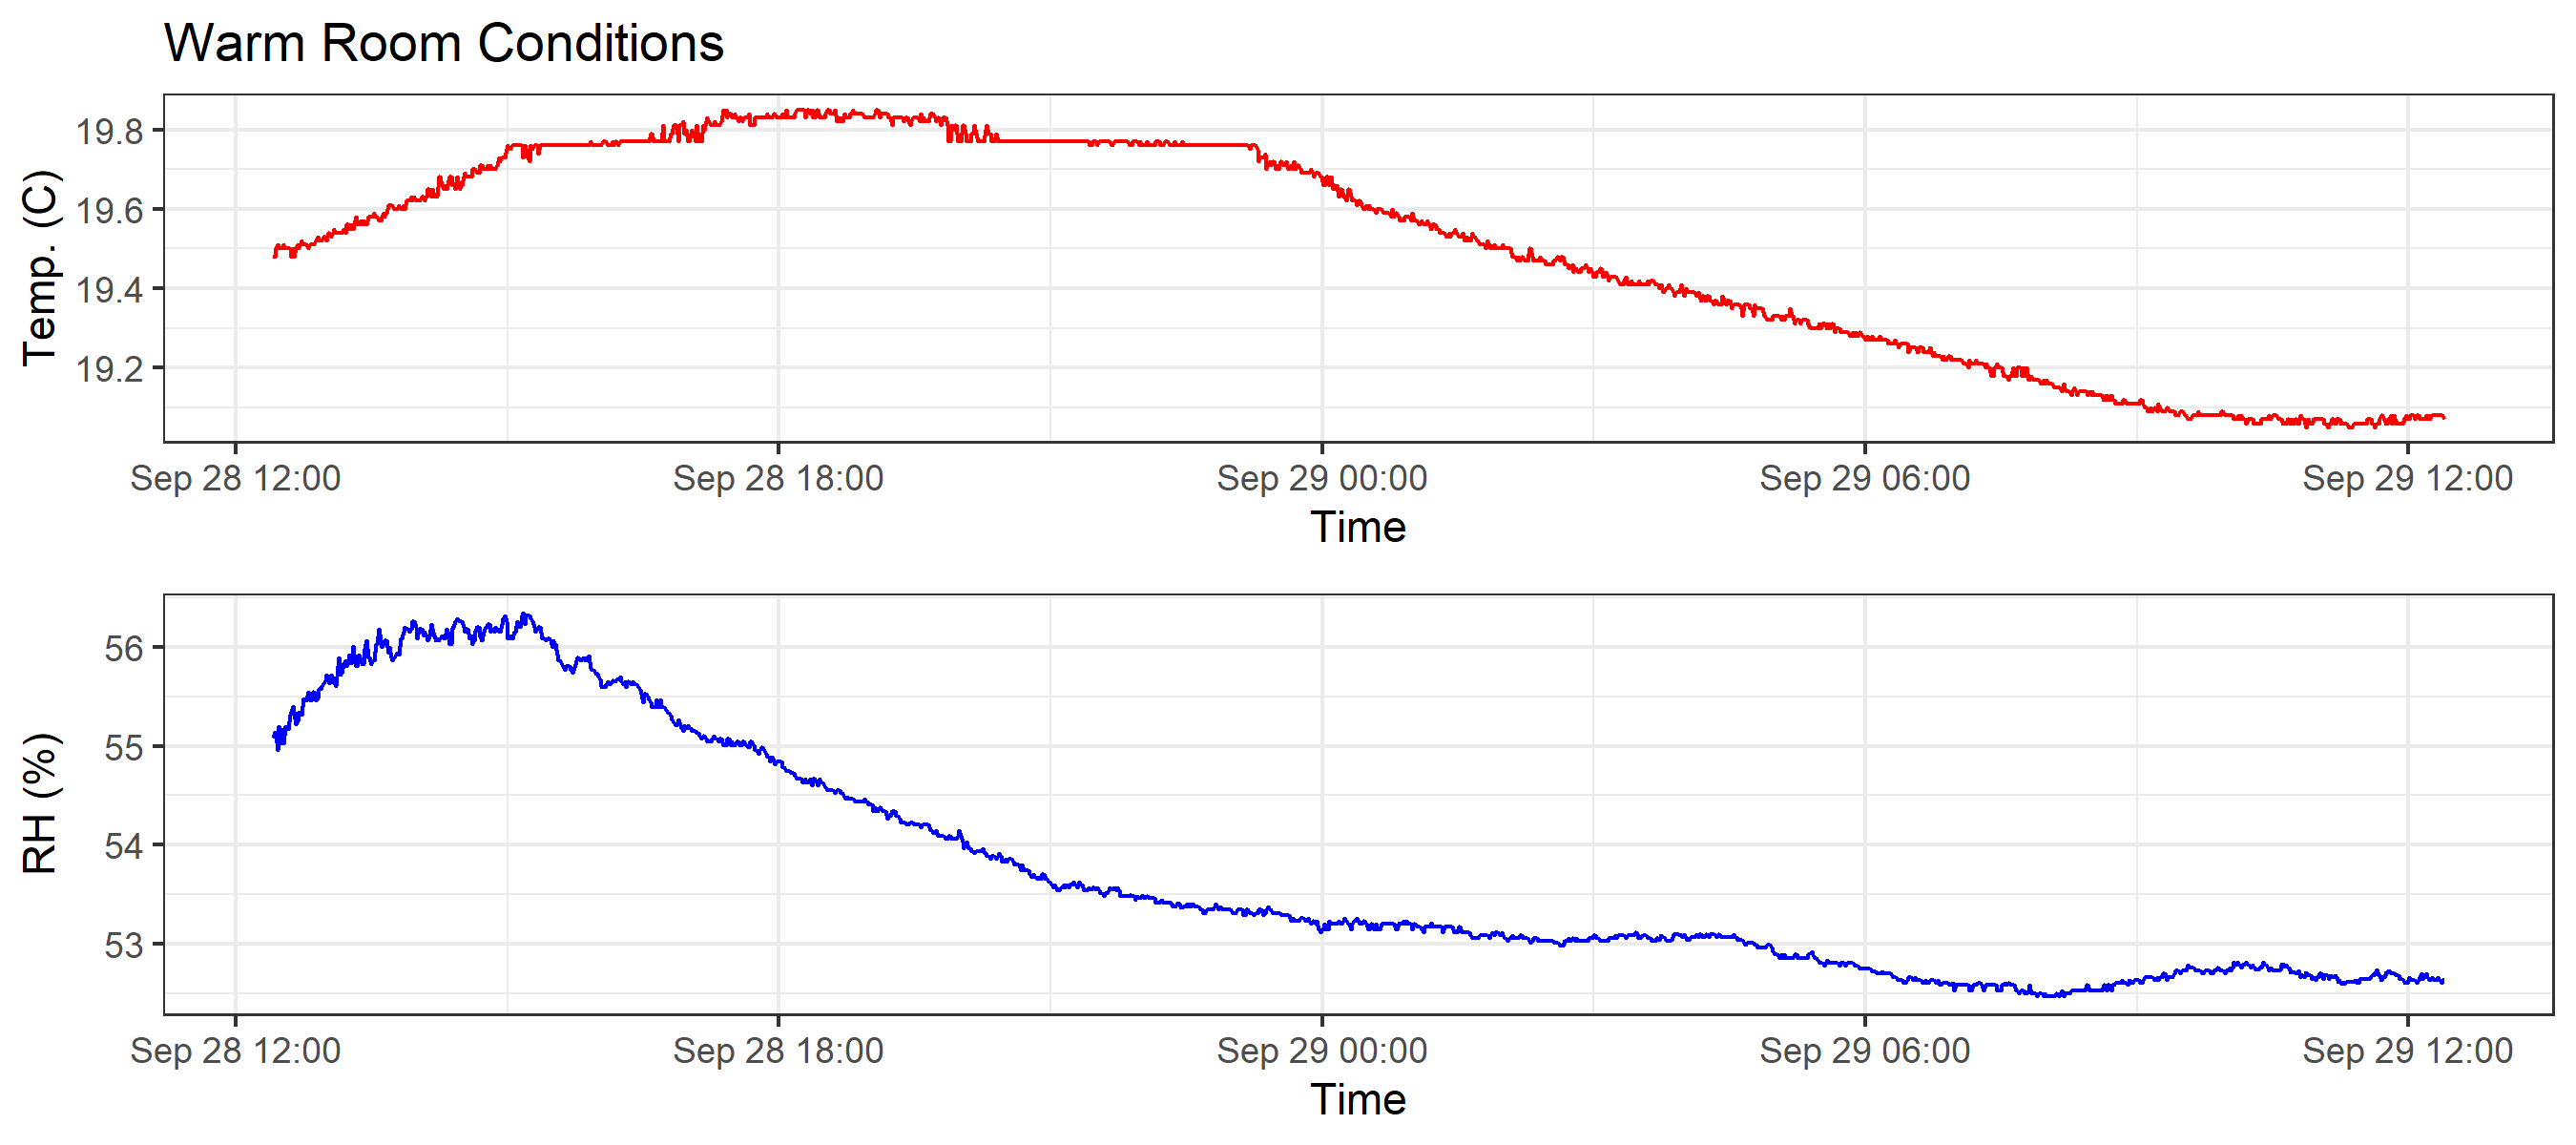 Warm Room Conditions
Temp. (C)
19.8
19.6
19.4
19.2
Sep 28 12:00 Sep 28 18:00 Sep 29 00:00 Sep 29 06:00 Sep 29 12:00
Time
RH (%)
56
55
54
53
Sep 28 12:00 Sep 28 18:00 Sep 29 00:00 Sep 29 06:00 Sep 29 12:00
Time